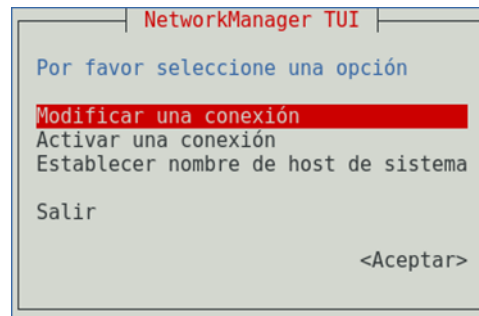 NetworkManager TUI
Por favor seleccione una opción
Modificar una conexión
Activar una conexión
Establecer nombre de host de sistema
Salir
<Aceptar>